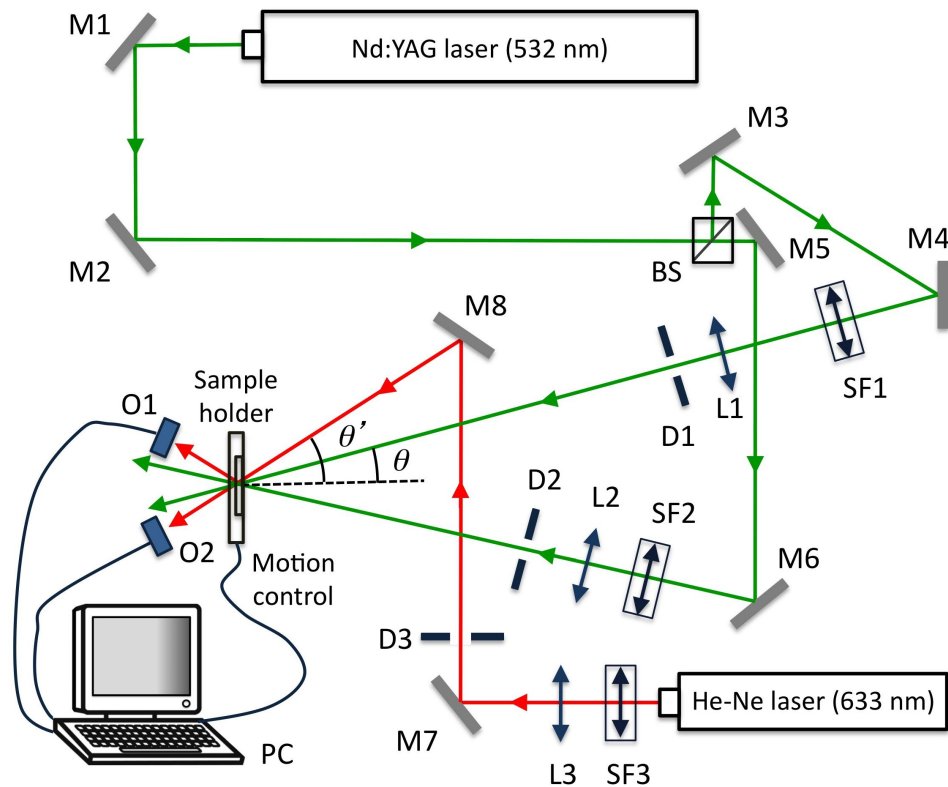 M1
Nd:YAG laser (532 nm)
M3
M2
BS
M5
M4
M8
SF1
L1
D1
Sample
holder
O1
θ’
θ
D2
L2
SF2
O2
Motion
control
M6
D3
He-Ne laser (633 nm)
M7
PC
L3
SF3